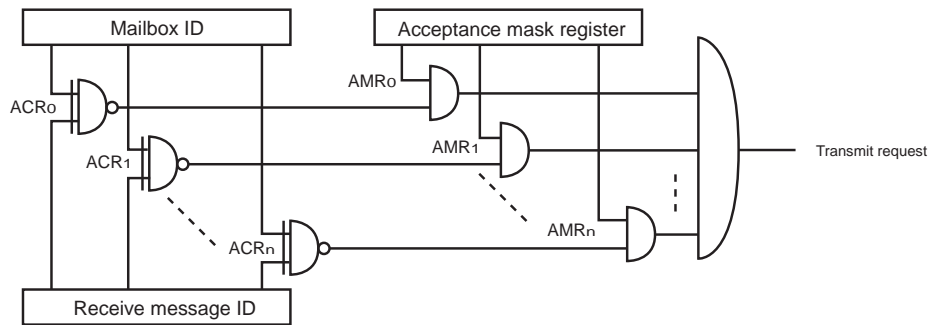 Mailbox ID
Acceptance mask register
AMR0
ACR0
ACR1
AMR1
Transmit request
AMRn
ACRn
Receive message ID